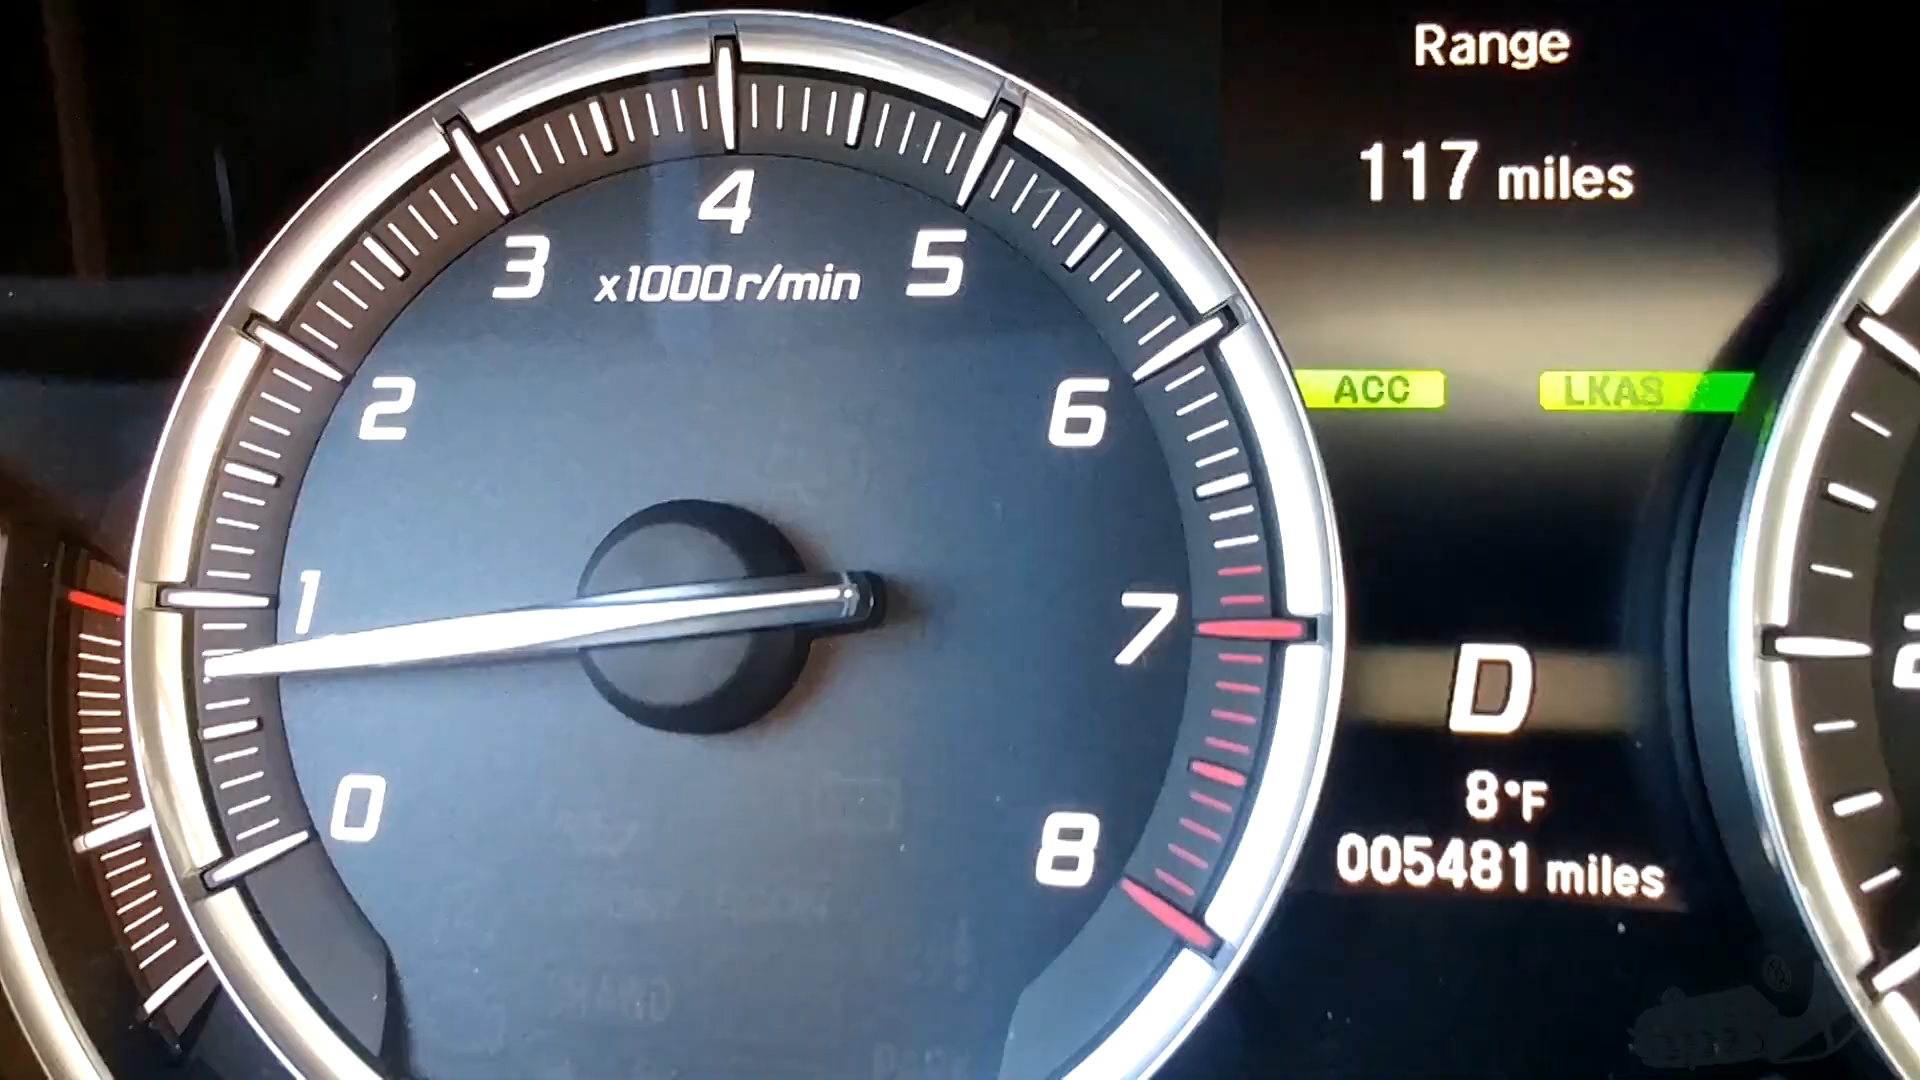 Range
117 miles
4
3
5
x1000r/min
2
6
ACC
LKAS
1
7
D
0
8
8°F
005481 miles